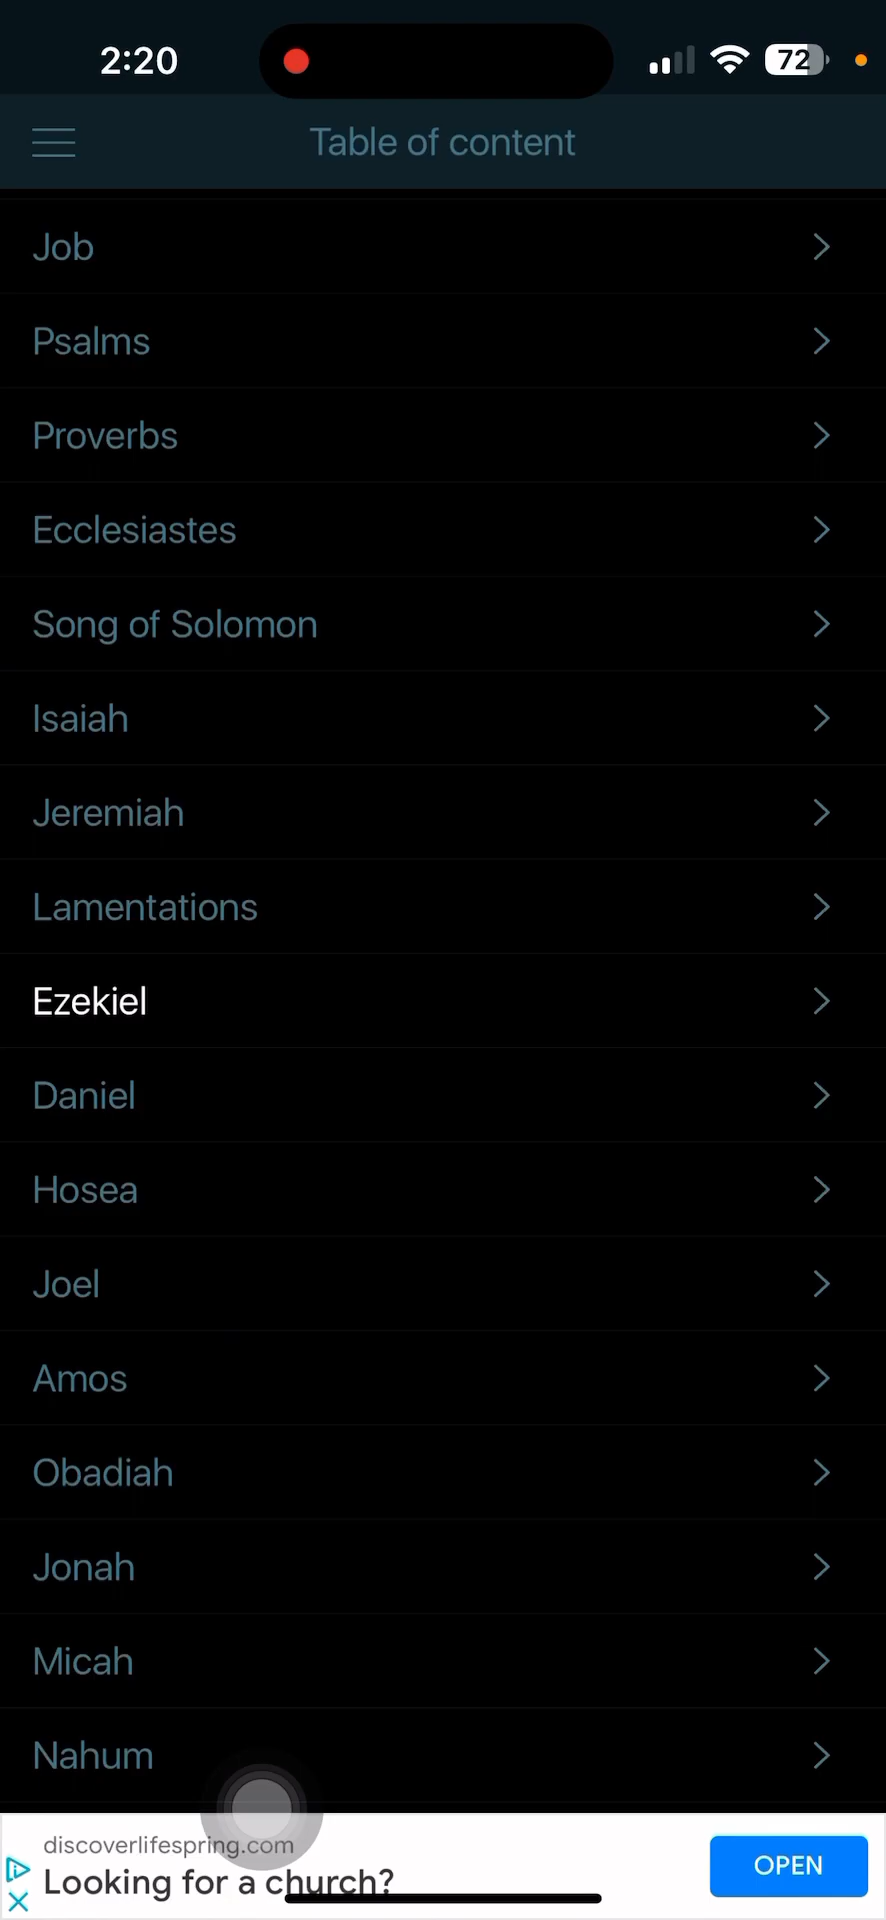 2:20
72
Table of content
Job
Psalms
Proverbs
Ecclesiastes
Song of Solomon
Isaiah
Jeremiah
Lamentations
Ezekiel
Daniel
Hosea
Joel
Amos
Obadiah
Jonah
Micah
Nahum
discoverlifespring.com
Looking for a church?
OPEN